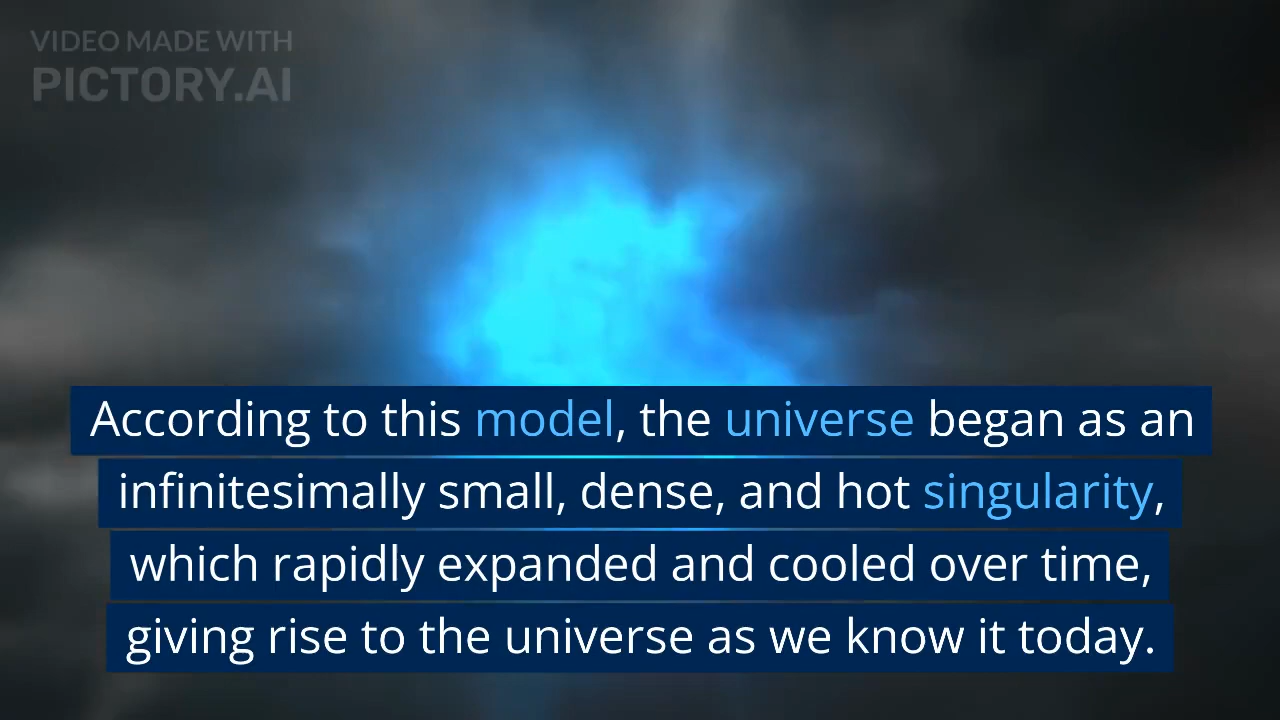 VIDEO MADE WITH
PICTORY.AI
According to this model, the universe began as an
infinitesimally small, dense, and hot singularity,
which rapidly expanded and cooled over time,
giving rise to the universe as we know it today.